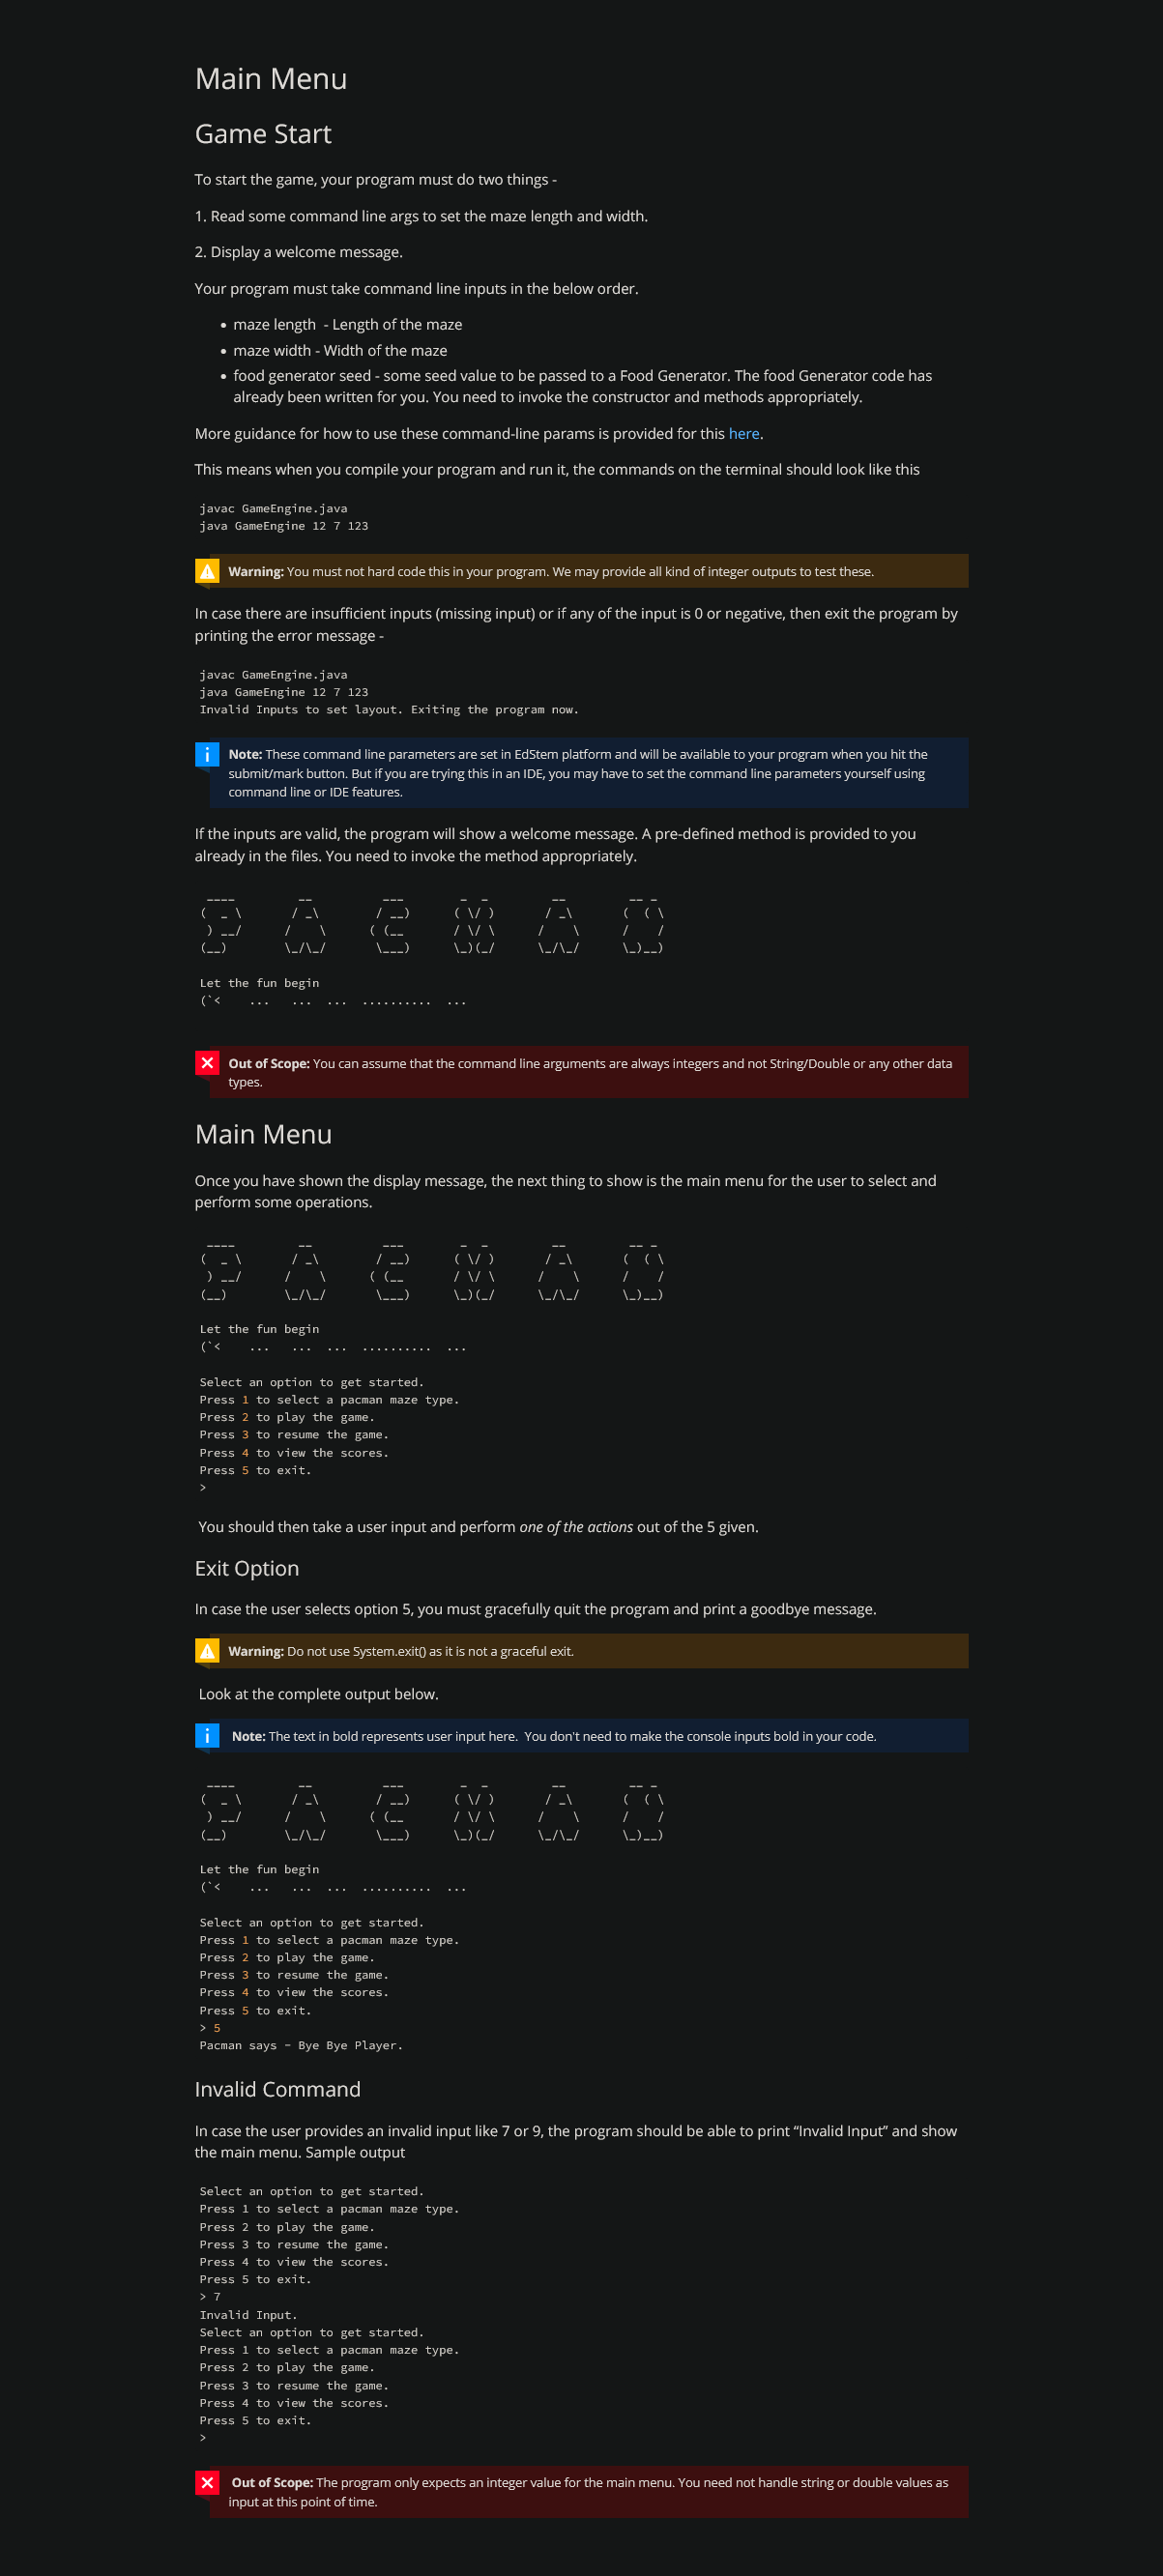 Main Menu
Game Start
To start the game, your program must do two things -
1. Read some command line args to set the maze length and width.
2. Display a welcome message.
Your program must take command line inputs in the below order.
• maze length  - Length of the maze
• maze width - Width of the maze
• food generator seed - some seed value to be passed to a Food Generator. The food Generator code has
already been written for you. You need to invoke the constructor and methods appropriately.
More guidance for how to use these command-line params is provided for this here.
This means when you compile your program and run it, the commands on the terminal should look like this
javac GameEngine.java
java GameEngine 12 7 123
Warning: You must not hard code this in your program. We may provide all kind of integer outputs to test these.
In case there are insufficient inputs (missing input) or if any of the input is 0 or negative, then exit the program by
printing the error message -
javac GameEngine.java
java GameEngine 12 7 123
Invalid Inputs to set layout. Exiting the program now.
Note: These command line parameters are set in EdStem platform and will be available to your program when you hit the
submit/mark button. But if you are trying this in an IDE, you may have to set the command line parameters yourself using
command line or IDE features.
If the inputs are valid, the program will show a welcome message. A pre-defined method is provided to you
already in the files. You need to invoke the method appropriately.
 ____         __          ___        _  _         __         __ _
(  _ \       / _\       / __)      ( \/ )       / _\       (  ( \
 ) __/      /    \      ( (__       / \/ \      /    \      /    /
(__)        \_/\_/       \___)      \_)(_/      \_/\_/      \_)__)
Let the fun begin
(`<    ...   ...  ...  ..........  ...
Out of Scope: You can assume that the command line arguments are always integers and not String/Double or any other data
types.
Main Menu
Once you have shown the display message, the next thing to show is the main menu for the user to select and
perform some operations.
 ____         __          ___        _  _         __         __ _
(  _ \       / _\       / __)      ( \/ )       / _\       (  ( \
 ) __/      /    \      ( (__       / \/ \      /    \      /    /
(__)        \_/\_/       \___)      \_)(_/      \_/\_/      \_)__)
Let the fun begin
(`<    ...   ...  ...  ..........  ...
Select an option to get started.
Press 1 to select a pacman maze type.
Press 2 to play the game.
Press 3 to resume the game.
Press 4 to view the scores.
Press 5 to exit.
>
You should then take a user input and perform one of the actions out of the 5 given.
Exit Option
In case the user selects option 5, you must gracefully quit the program and print a goodbye message.
Warning: Do not use System.exit() as it is not a graceful exit.
Look at the complete output below.
Note: The text in bold represents user input here.  You don't need to make the console inputs bold in your code.
 ____         __          ___        _  _         __         __ _
(  _ \       / _\       / __)      ( \/ )       / _\       (  ( \
 ) __/      /    \      ( (__       / \/ \      /    \      /    /
(__)        \_/\_/       \___)      \_)(_/      \_/\_/      \_)__)
Let the fun begin
(`<    ...   ...  ...  ..........  ...
Select an option to get started.
Press 1 to select a pacman maze type.
Press 2 to play the game.
Press 3 to resume the game.
Press 4 to view the scores.
Press 5 to exit.
> 5
Pacman says - Bye Bye Player.
Invalid Command
In case the user provides an invalid input like 7 or 9, the program should be able to print “Invalid Input” and show
the main menu. Sample output
Select an option to get started.
Press 1 to select a pacman maze type.
Press 2 to play the game.
Press 3 to resume the game.
Press 4 to view the scores.
Press 5 to exit.
> 7
Invalid Input.
Select an option to get started.
Press 1 to select a pacman maze type.
Press 2 to play the game.
Press 3 to resume the game.
Press 4 to view the scores.
Press 5 to exit.
>
Out of Scope: The program only expects an integer value for the main menu. You need not handle string or double values as
input at this point of time.